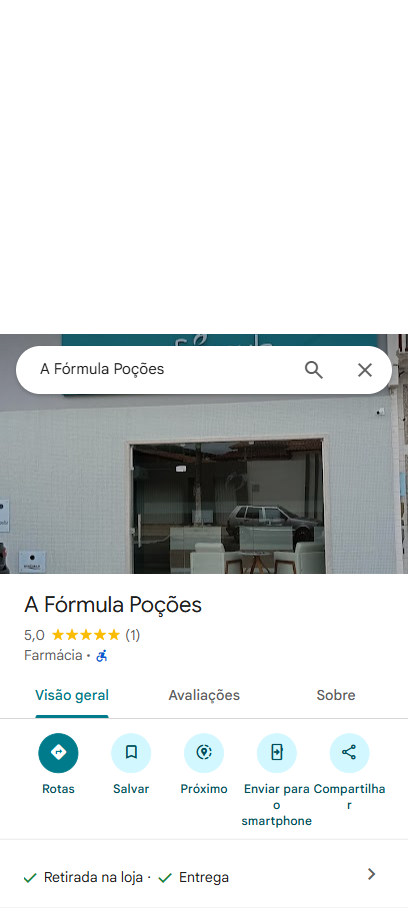 A Fórmula Poções
A Fórmula Poções
5,0 ★★★★★ (1)
Farmácia ·
Visão geral Avaliações Sobre
Rotas Salvar Próximo Enviar para o smartphone Compartilhar
Retirada na loja · Entrega